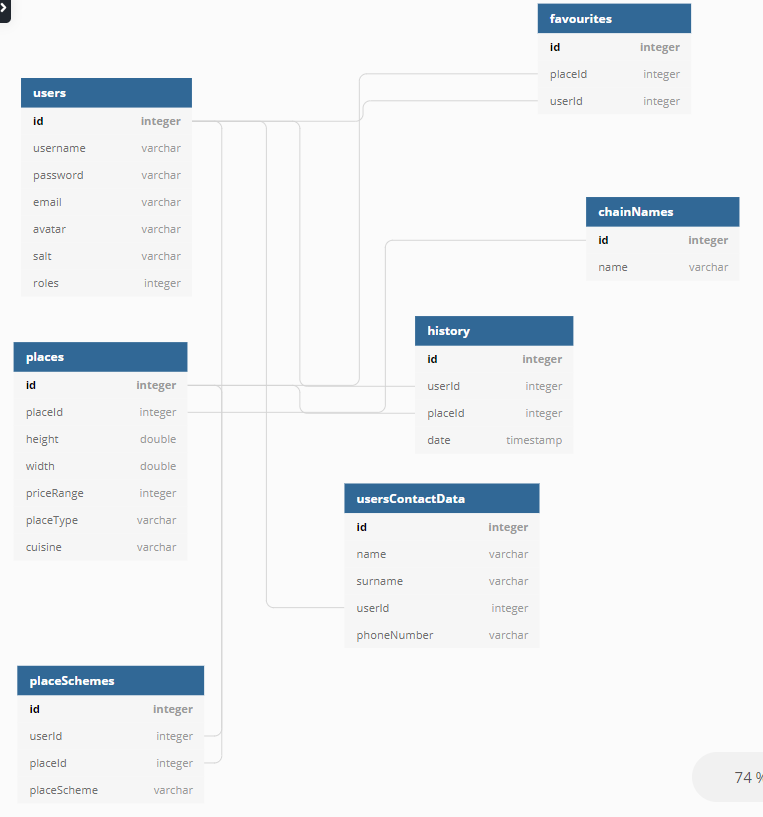 favourites
id integer
placeId integer
userId integer
users
id integer
username varchar
password varchar
email varchar
avatar varchar
salt varchar
roles integer
chainNames
id integer
name varchar
history
id integer
userId integer
placeId integer
date timestamp
places
id integer
placeId integer
height double
width double
priceRange integer
placeType varchar
cuisine varchar
usersContactData
id integer
name varchar
surname varchar
userId integer
phoneNumber varchar
placeSchemes
id integer
userId integer
placeId integer
placeScheme varchar
74 %